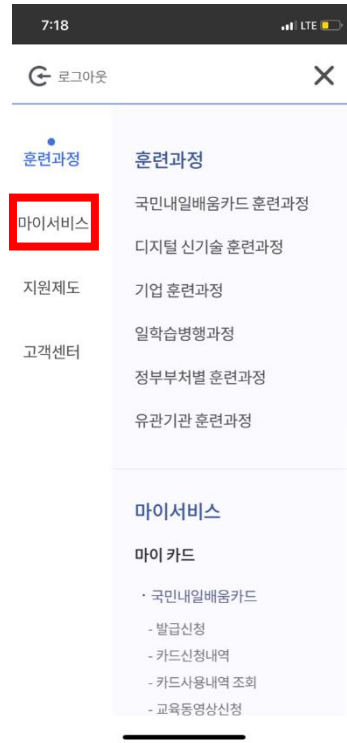 7:18
LTE
로그아웃
훈련과정
마이서비스
지원제도
고객센터
훈련과정
국민내일배움카드 훈련과정
디지털 신기술 훈련과정
기업 훈련과정
일학습병행과정
정부부처별 훈련과정
유관기관 훈련과정
마이서비스
마이 카드
· 국민내일배움카드
- 발급신청
- 카드신청내역
- 카드사용내역 조회
- 교육동영상신청